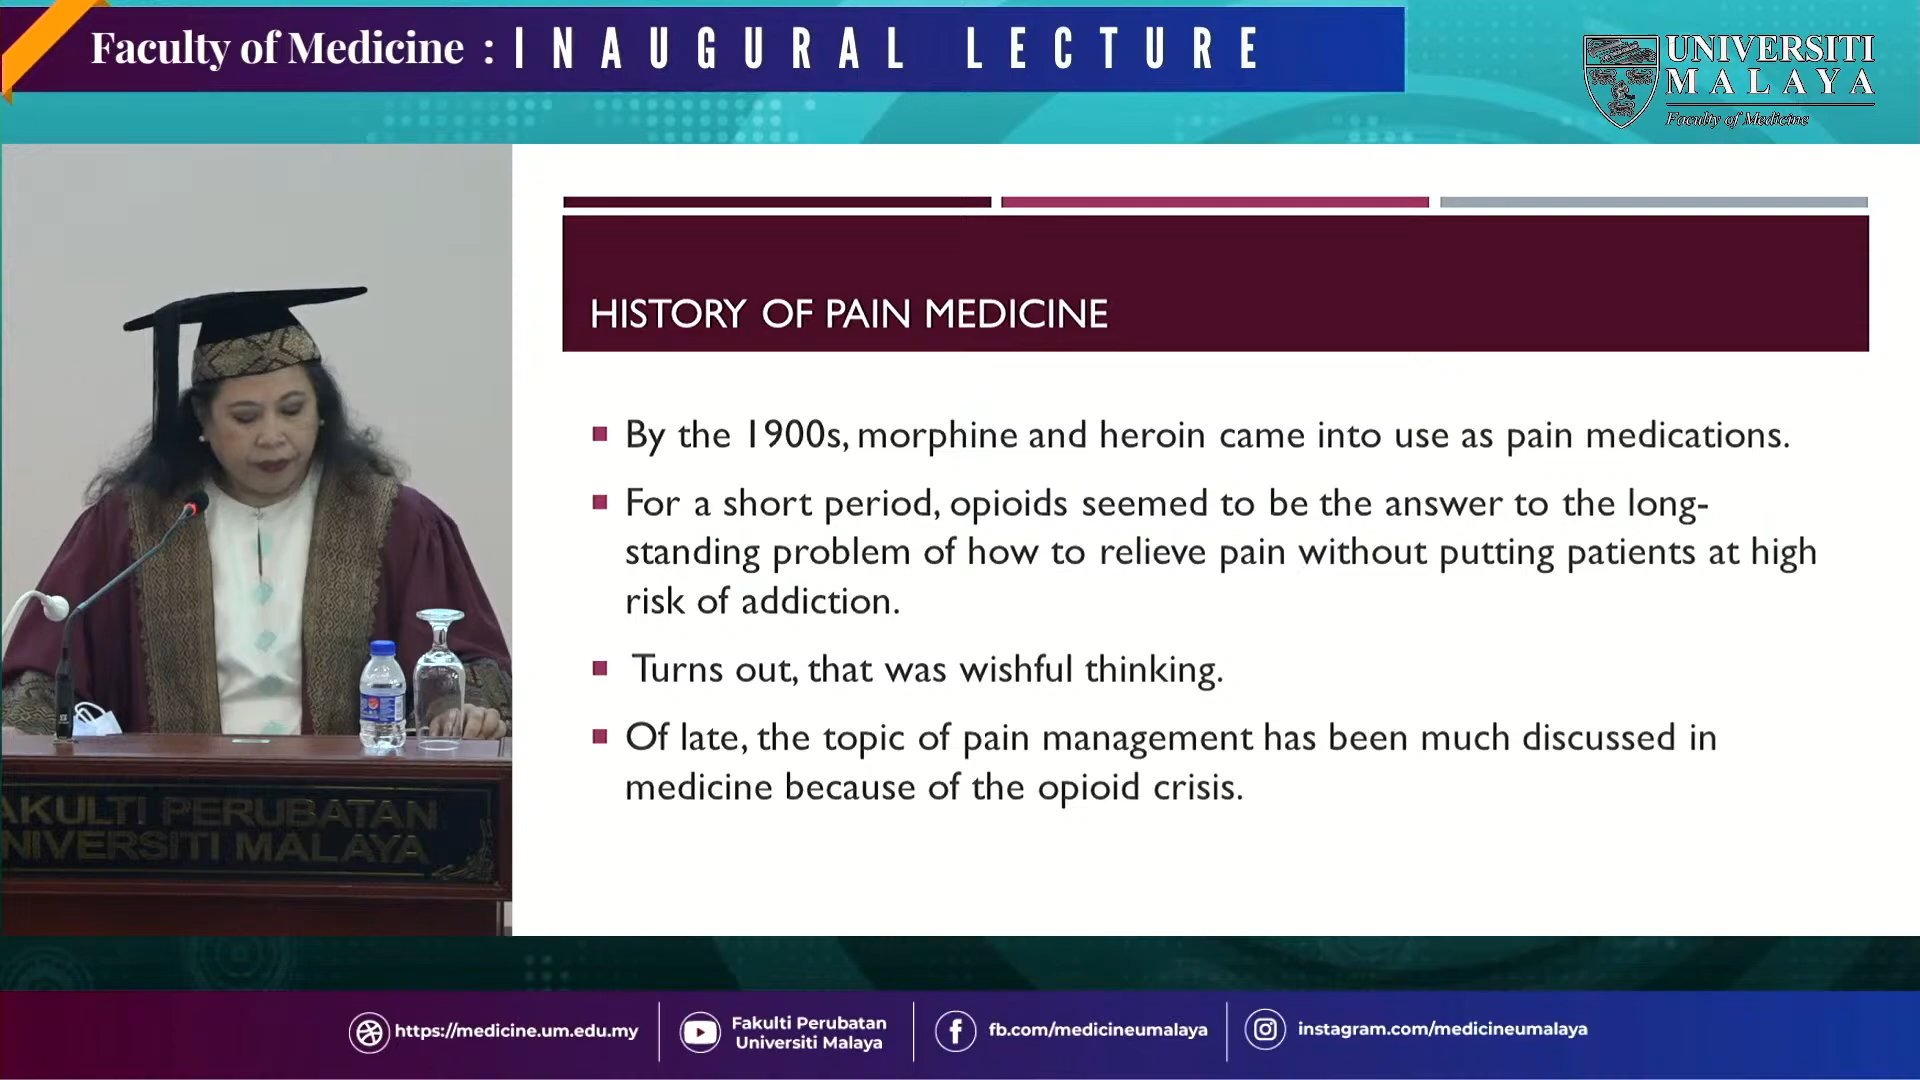 Faculty of Medicine : INAUGURAL LECTURE
UNIVERSITI
MALAYA
Faculty of Medicine
HISTORY OF PAIN MEDICINE
▪ By the 1900s, morphine and heroin came into use as pain medications.
▪ For a short period, opioids seemed to be the answer to the long-
standing problem of how to relieve pain without putting patients at high
risk of addiction.
▪ Turns out, that was wishful thinking.
▪ Of late, the topic of pain management has been much discussed in
medicine because of the opioid crisis.
AKULTI PERUBATAN
NIVERSITI MALAYA
https://medicine.um.edu.my
Fakulti Perubatan
Universiti Malaya
fb.com/medicineumalaya
instagram.com/medicineumalaya